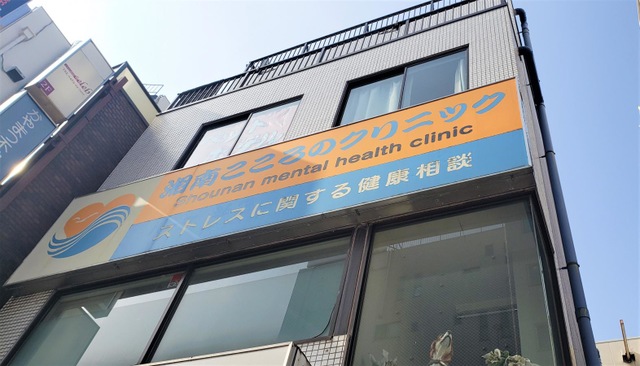 湘南こころのクリニック
Shounan mental health clinic
ストレスに関する健康相談